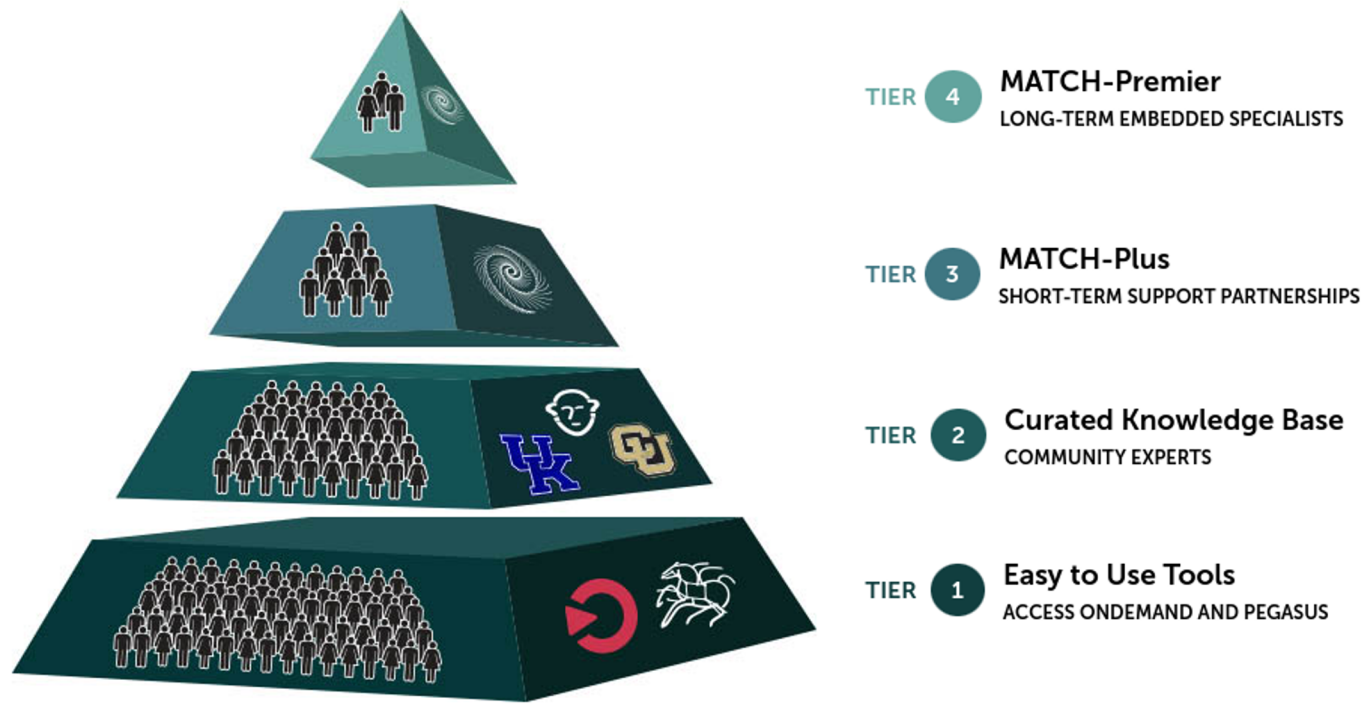 TIER 4 MATCH-Premier
LONG-TERM EMBEDDED SPECIALISTS
TIER 3 MATCH-Plus
SHORT-TERM SUPPORT PARTNERSHIPS
TIER 2 Curated Knowledge Base
COMMUNITY EXPERTS
UK
CU
TIER 1 Easy to Use Tools
ACCESS ONDEMAND AND PEGASUS